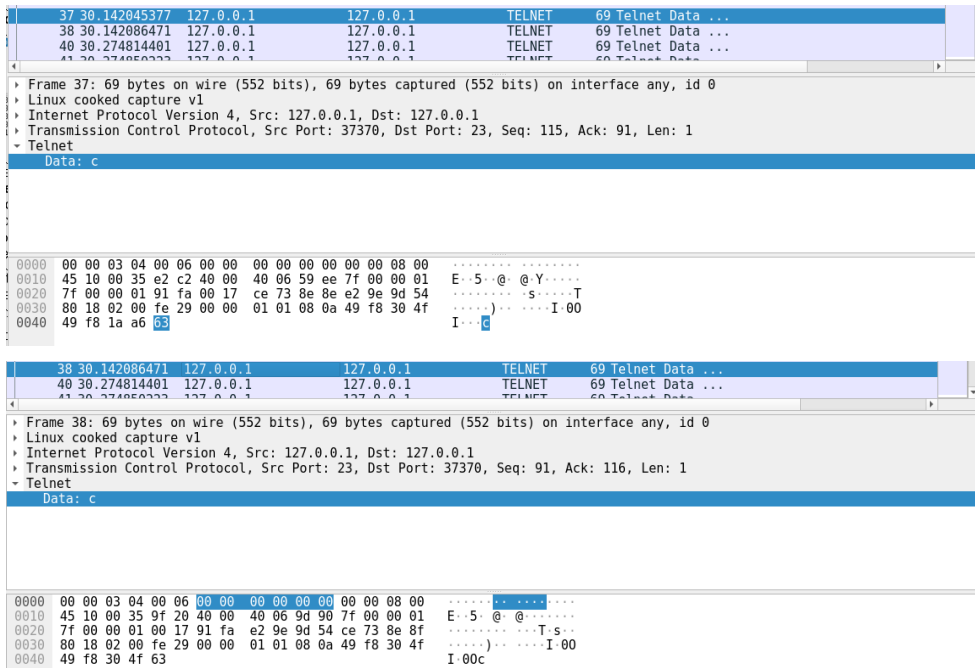 37 30.142045377 127.0.0.1 127.0.0.1 TELNET 69 Telnet Data ...
38 30.142086471 127.0.0.1 127.0.0.1 TELNET 69 Telnet Data ...
40 30.274814401 127.0.0.1 127.0.0.1 TELNET 69 Telnet Data ...
Frame 37: 69 bytes on wire (552 bits), 69 bytes captured (552 bits) on interface any, id 0
Linux cooked capture v1
Internet Protocol Version 4, Src: 127.0.0.1, Dst: 127.0.0.1
Transmission Control Protocol, Src Port: 37370, Dst Port: 23, Seq: 115, Ack: 91, Len: 1
Telnet
Data: c
0000 00 00 03 04 00 06 00 00 00 00 00 00 00 00 08 00 ········ ········
0010 45 10 00 35 e2 c2 40 00 40 06 59 ee 7f 00 00 01 E··5··@· @·Y·····
0020 7f 00 00 01 91 fa 00 17 ce 73 8e 8e e2 9e 9d 54 ········ ·s·····T
0030 80 18 02 00 fe 29 00 00 01 01 08 0a 49 f8 30 4f ·····)·· ····I·0O
0040 49 f8 1a a6 63 I···c
38 30.142086471 127.0.0.1 127.0.0.1 TELNET 69 Telnet Data ...
40 30.274814401 127.0.0.1 127.0.0.1 TELNET 69 Telnet Data ...
Frame 38: 69 bytes on wire (552 bits), 69 bytes captured (552 bits) on interface any, id 0
Linux cooked capture v1
Internet Protocol Version 4, Src: 127.0.0.1, Dst: 127.0.0.1
Transmission Control Protocol, Src Port: 23, Dst Port: 37370, Seq: 91, Ack: 116, Len: 1
Telnet
Data: c
0000 00 00 03 04 00 06 00 00 00 00 00 00 00 00 08 00 ········ ········
0010 45 10 00 35 9f 20 40 00 40 06 9d 90 7f 00 00 01 E··5· @· @·······
0020 7f 00 00 01 00 17 91 fa e2 9e 9d 54 ce 73 8e 8f ········ ···T·s··
0030 80 18 02 00 fe 29 00 00 01 01 08 0a 49 f8 30 4f ·····)·· ····I·0O
0040 49 f8 30 4f 63 I·0Oc